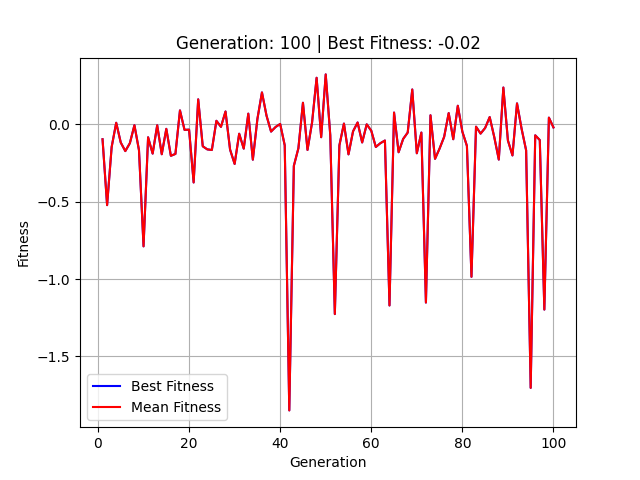 Generation: 100 | Best Fitness: -0.02
0.0
−0.5
−1.0
−1.5
Fitness
Best Fitness
Mean Fitness
0 20 40 60 80 100
Generation